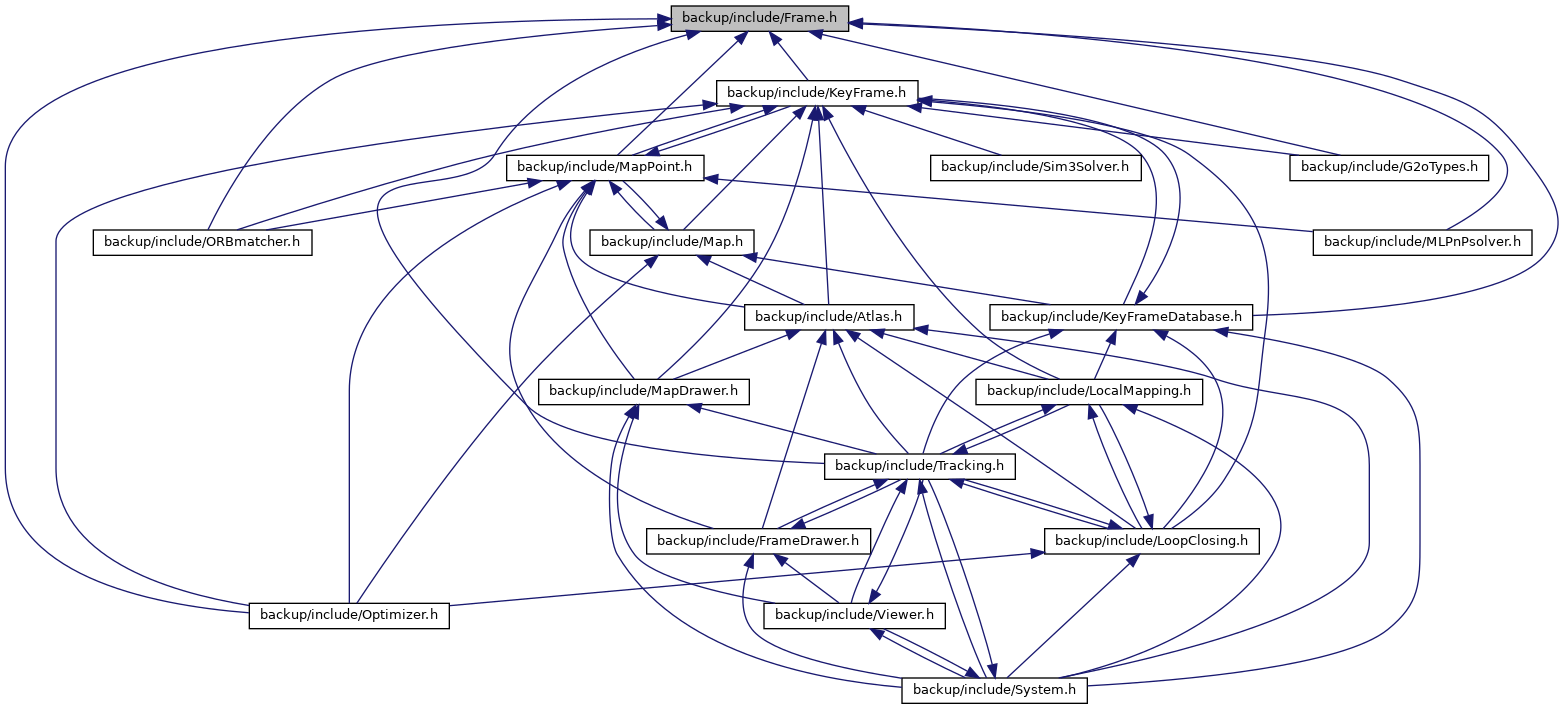 backup/include/Frame.h
backup/include/KeyFrame.h
backup/include/MapPoint.h
backup/include/Sim3Solver.h
backup/include/G2oTypes.h
backup/include/ORBmatcher.h
backup/include/Map.h
backup/include/MLPnPsolver.h
backup/include/Atlas.h
backup/include/KeyFrameDatabase.h
backup/include/MapDrawer.h
backup/include/LocalMapping.h
backup/include/Tracking.h
backup/include/FrameDrawer.h
backup/include/LoopClosing.h
backup/include/Optimizer.h
backup/include/Viewer.h
backup/include/System.h